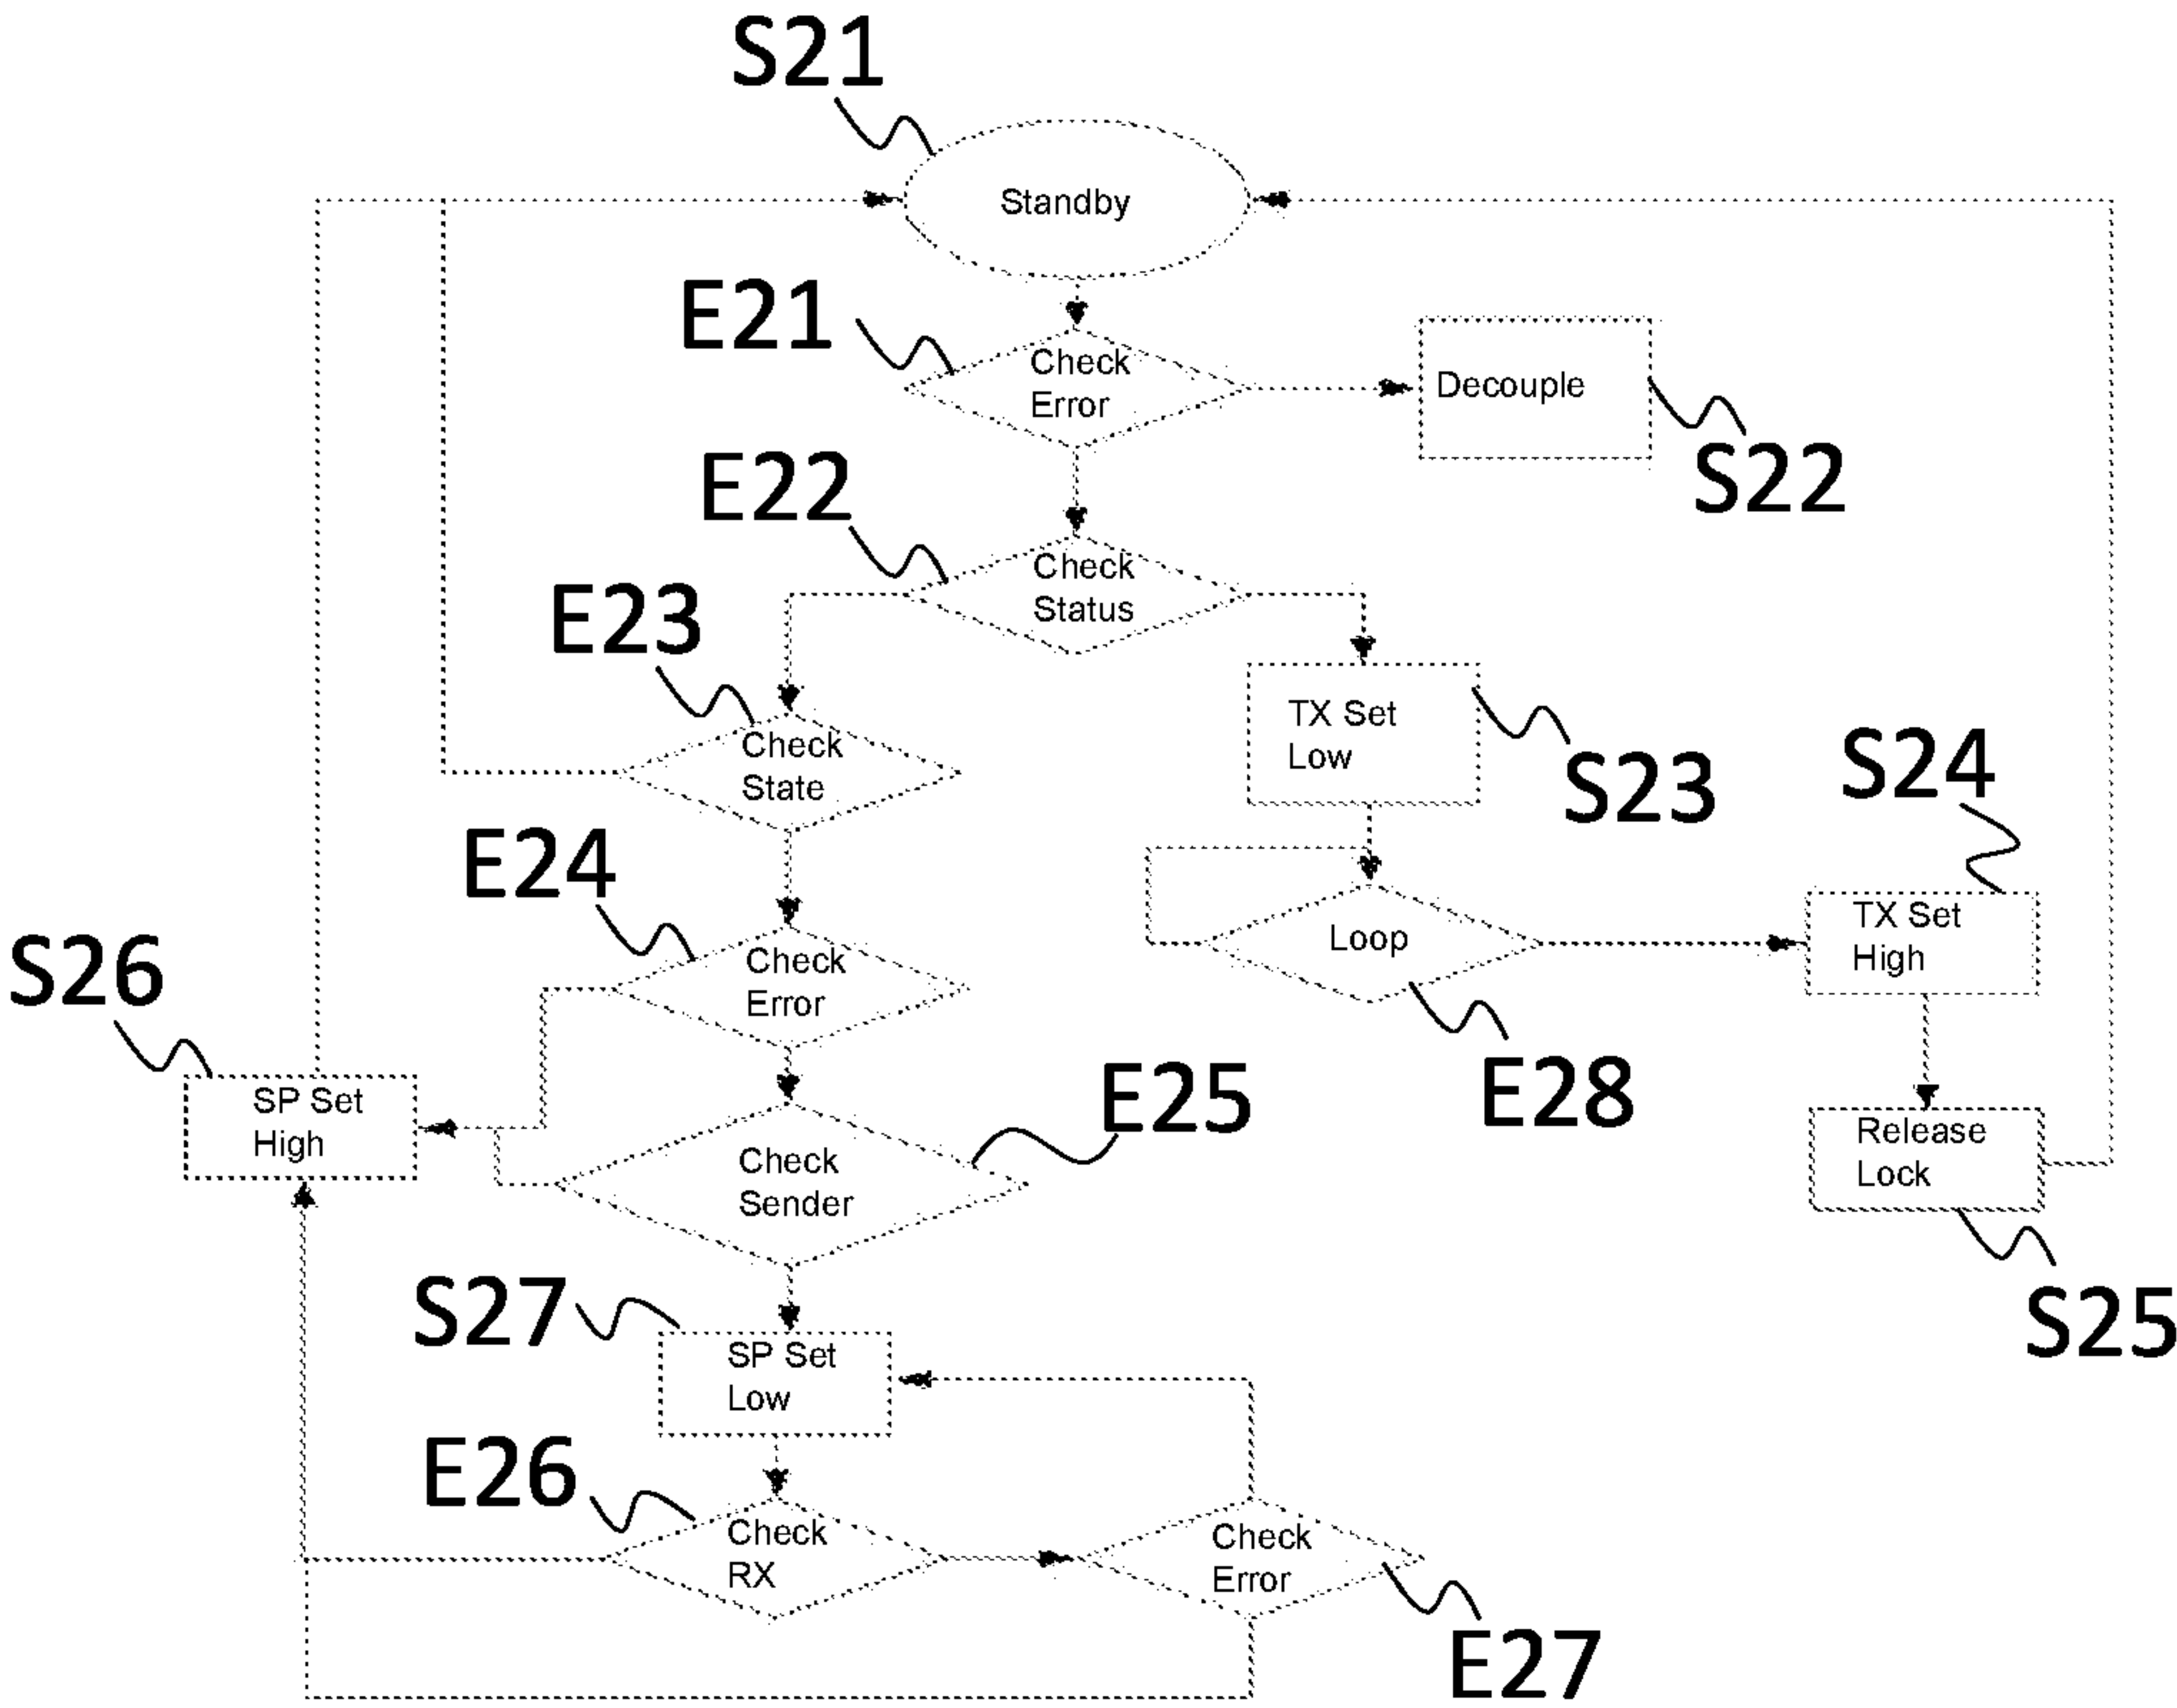 S21
Standby
E21
Check
Error
Decouple
S22
E22
Check
Status
E23
Check
State
TX Set
Low
S23
S24
E24
Check
Error
Loop
TX Set
High
S26
SP Set
High
E25
Check
Sender
E28
Release
Lock
S25
S27
SP Set
Low
E26
Check
RX
Check
Error
E27